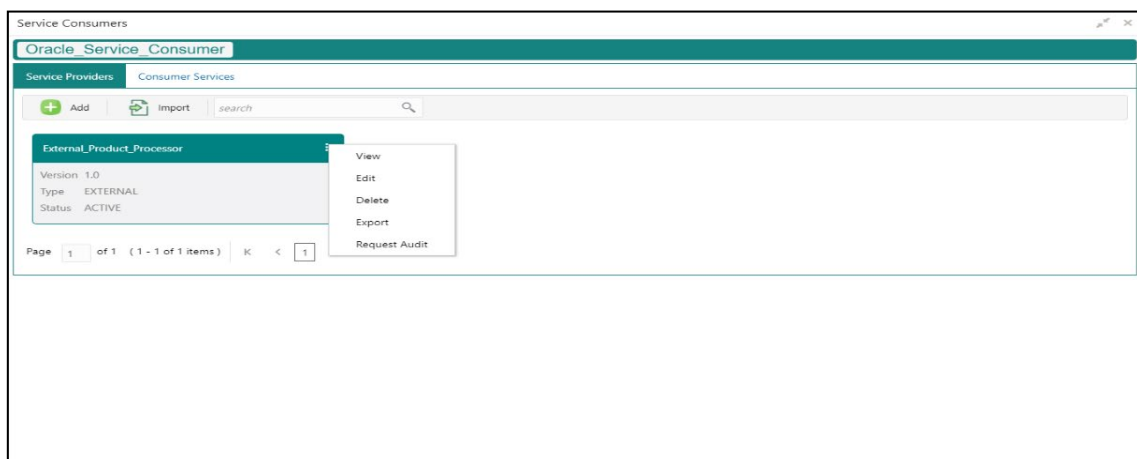 Service Consumers
Oracle_Service_Consumer
Service Providers Consumer Services
Add Import search
External_Product_Processor
Version 1.0
Type EXTERNAL
Status ACTIVE
View
Edit
Delete
Export
Request Audit
Page 1 of 1 (1 - 1 of 1 items) K < 1